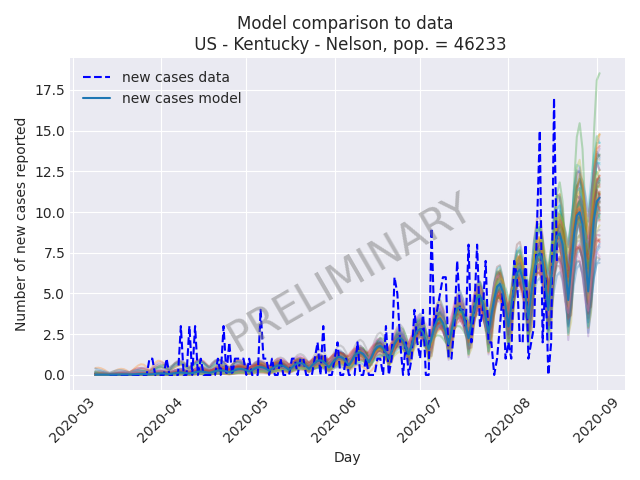 Model comparison to data
US - Kentucky - Nelson, pop. = 46233
new cases data
new cases model
Number of new cases reported
17.5
15.0
12.5
10.0
7.5
5.0
2.5
0.0
PRELIMINARY
2020-03
2020-04
2020-05
2020-06
2020-07
2020-08
2020-09
Day